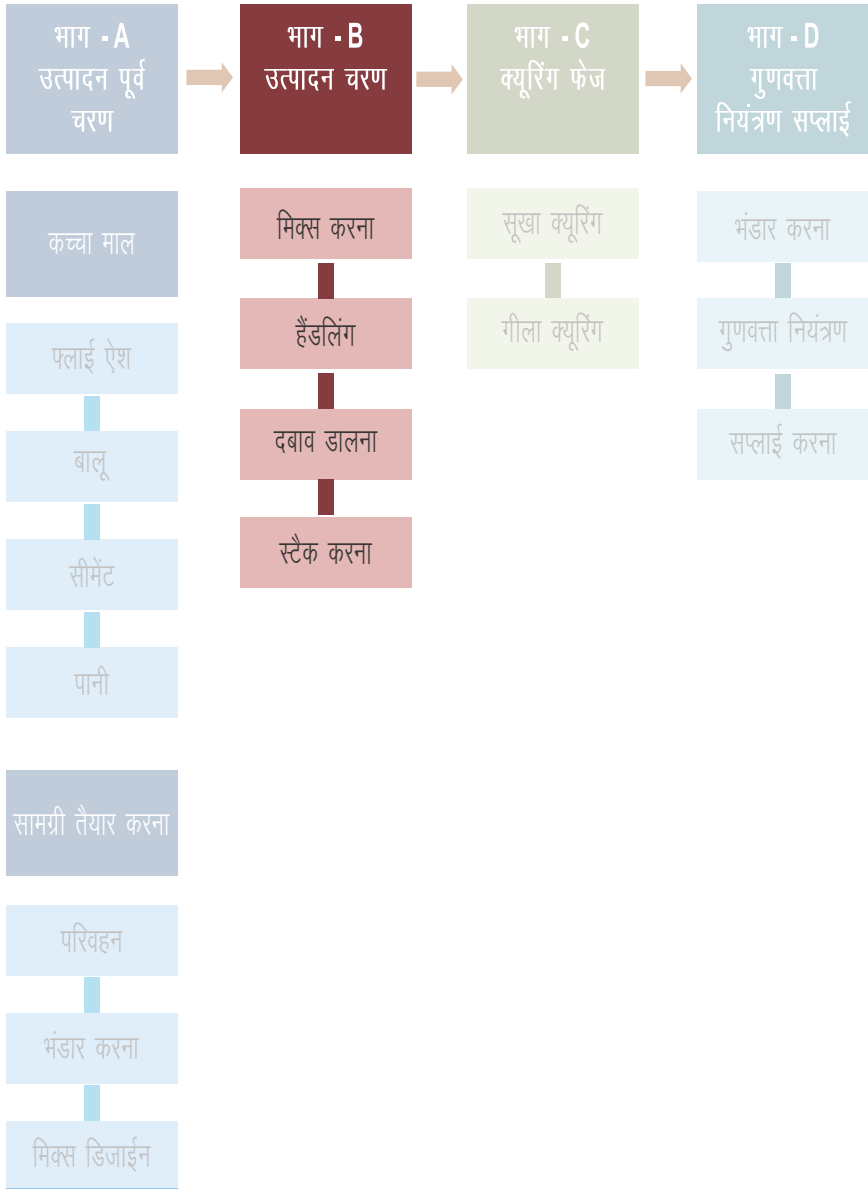 भाग - A
उत्पादन पूर्व
चरण
भाग - B
उत्पादन चरण
भाग - C
क्यूरिंग फेज
भाग - D
गुणवत्ता
नियंत्रण सप्लाई
कच्चा माल
फ्लाई ऐश
बालू
सीमेंट
पानी
सामग्री तैयार करना
परिवहन
भंडार करना
मिक्स डिजाईन
मिक्स करना
हैंडलिंग
दबाव डालना
स्टैक करना
सूखा क्यूरिंग
गीला क्यूरिंग
भंडार करना
गुणवत्ता नियंत्रण
सप्लाई करना